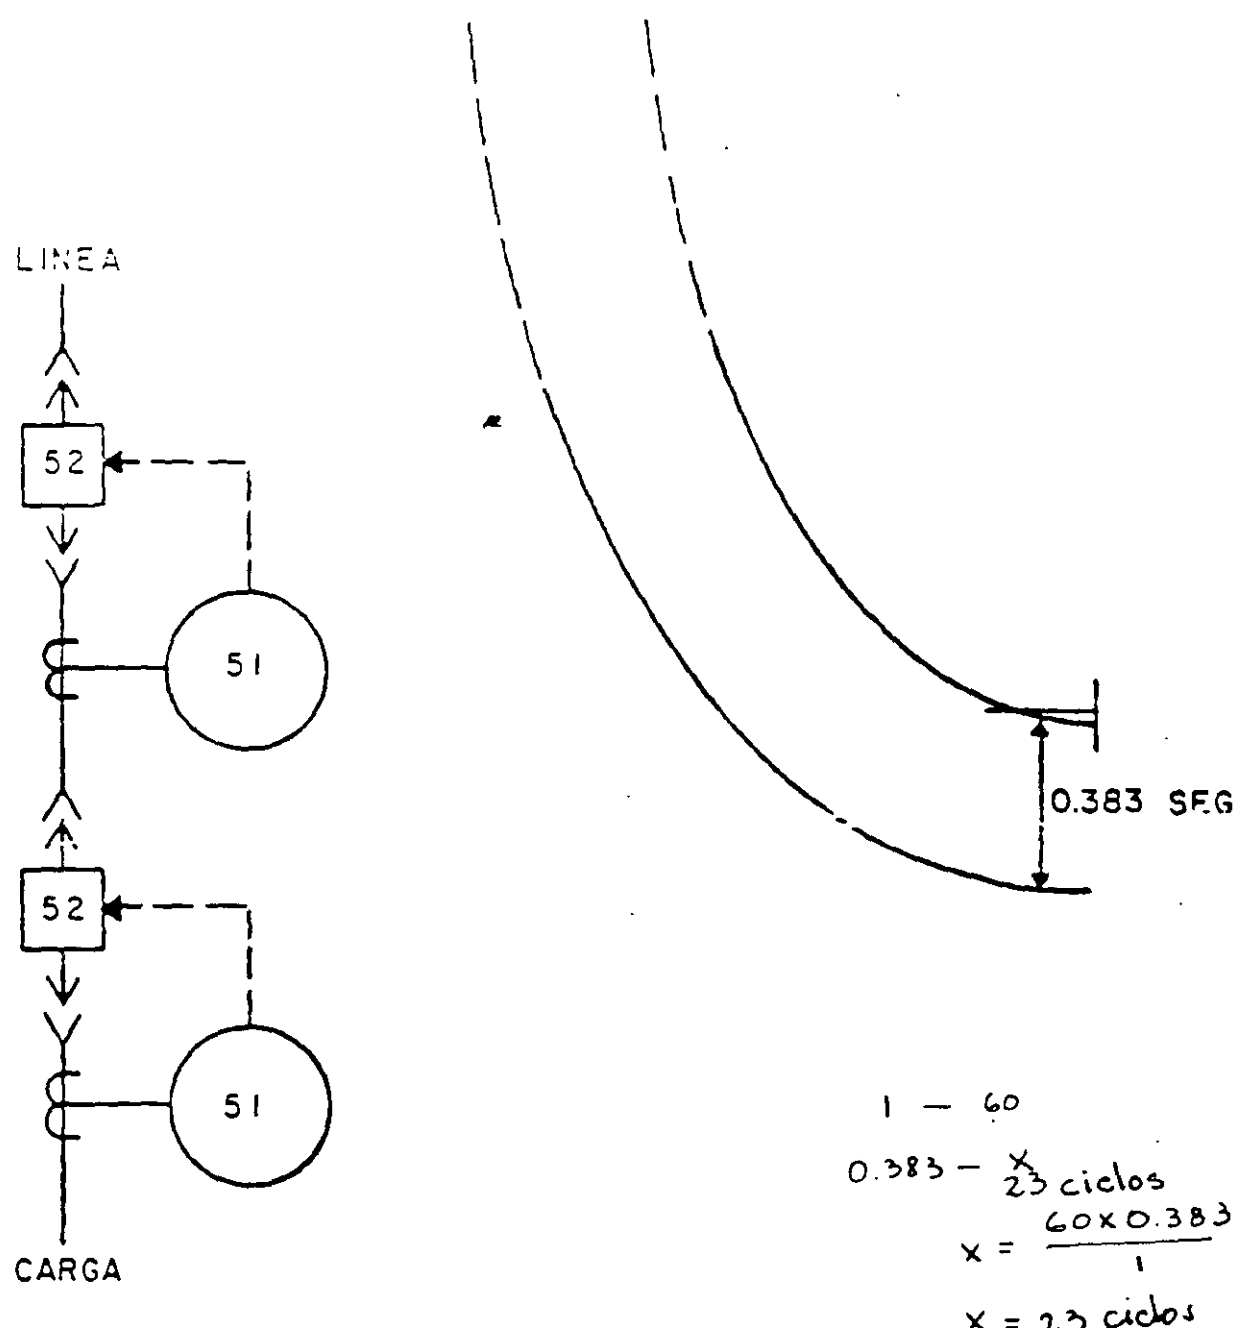 LINEA
52
51
0.383 SEG
52
51
CARGA
1 — 60
0.383 — x
23 ciclos
x = 60 x 0.383
1
x = 23 ciclos